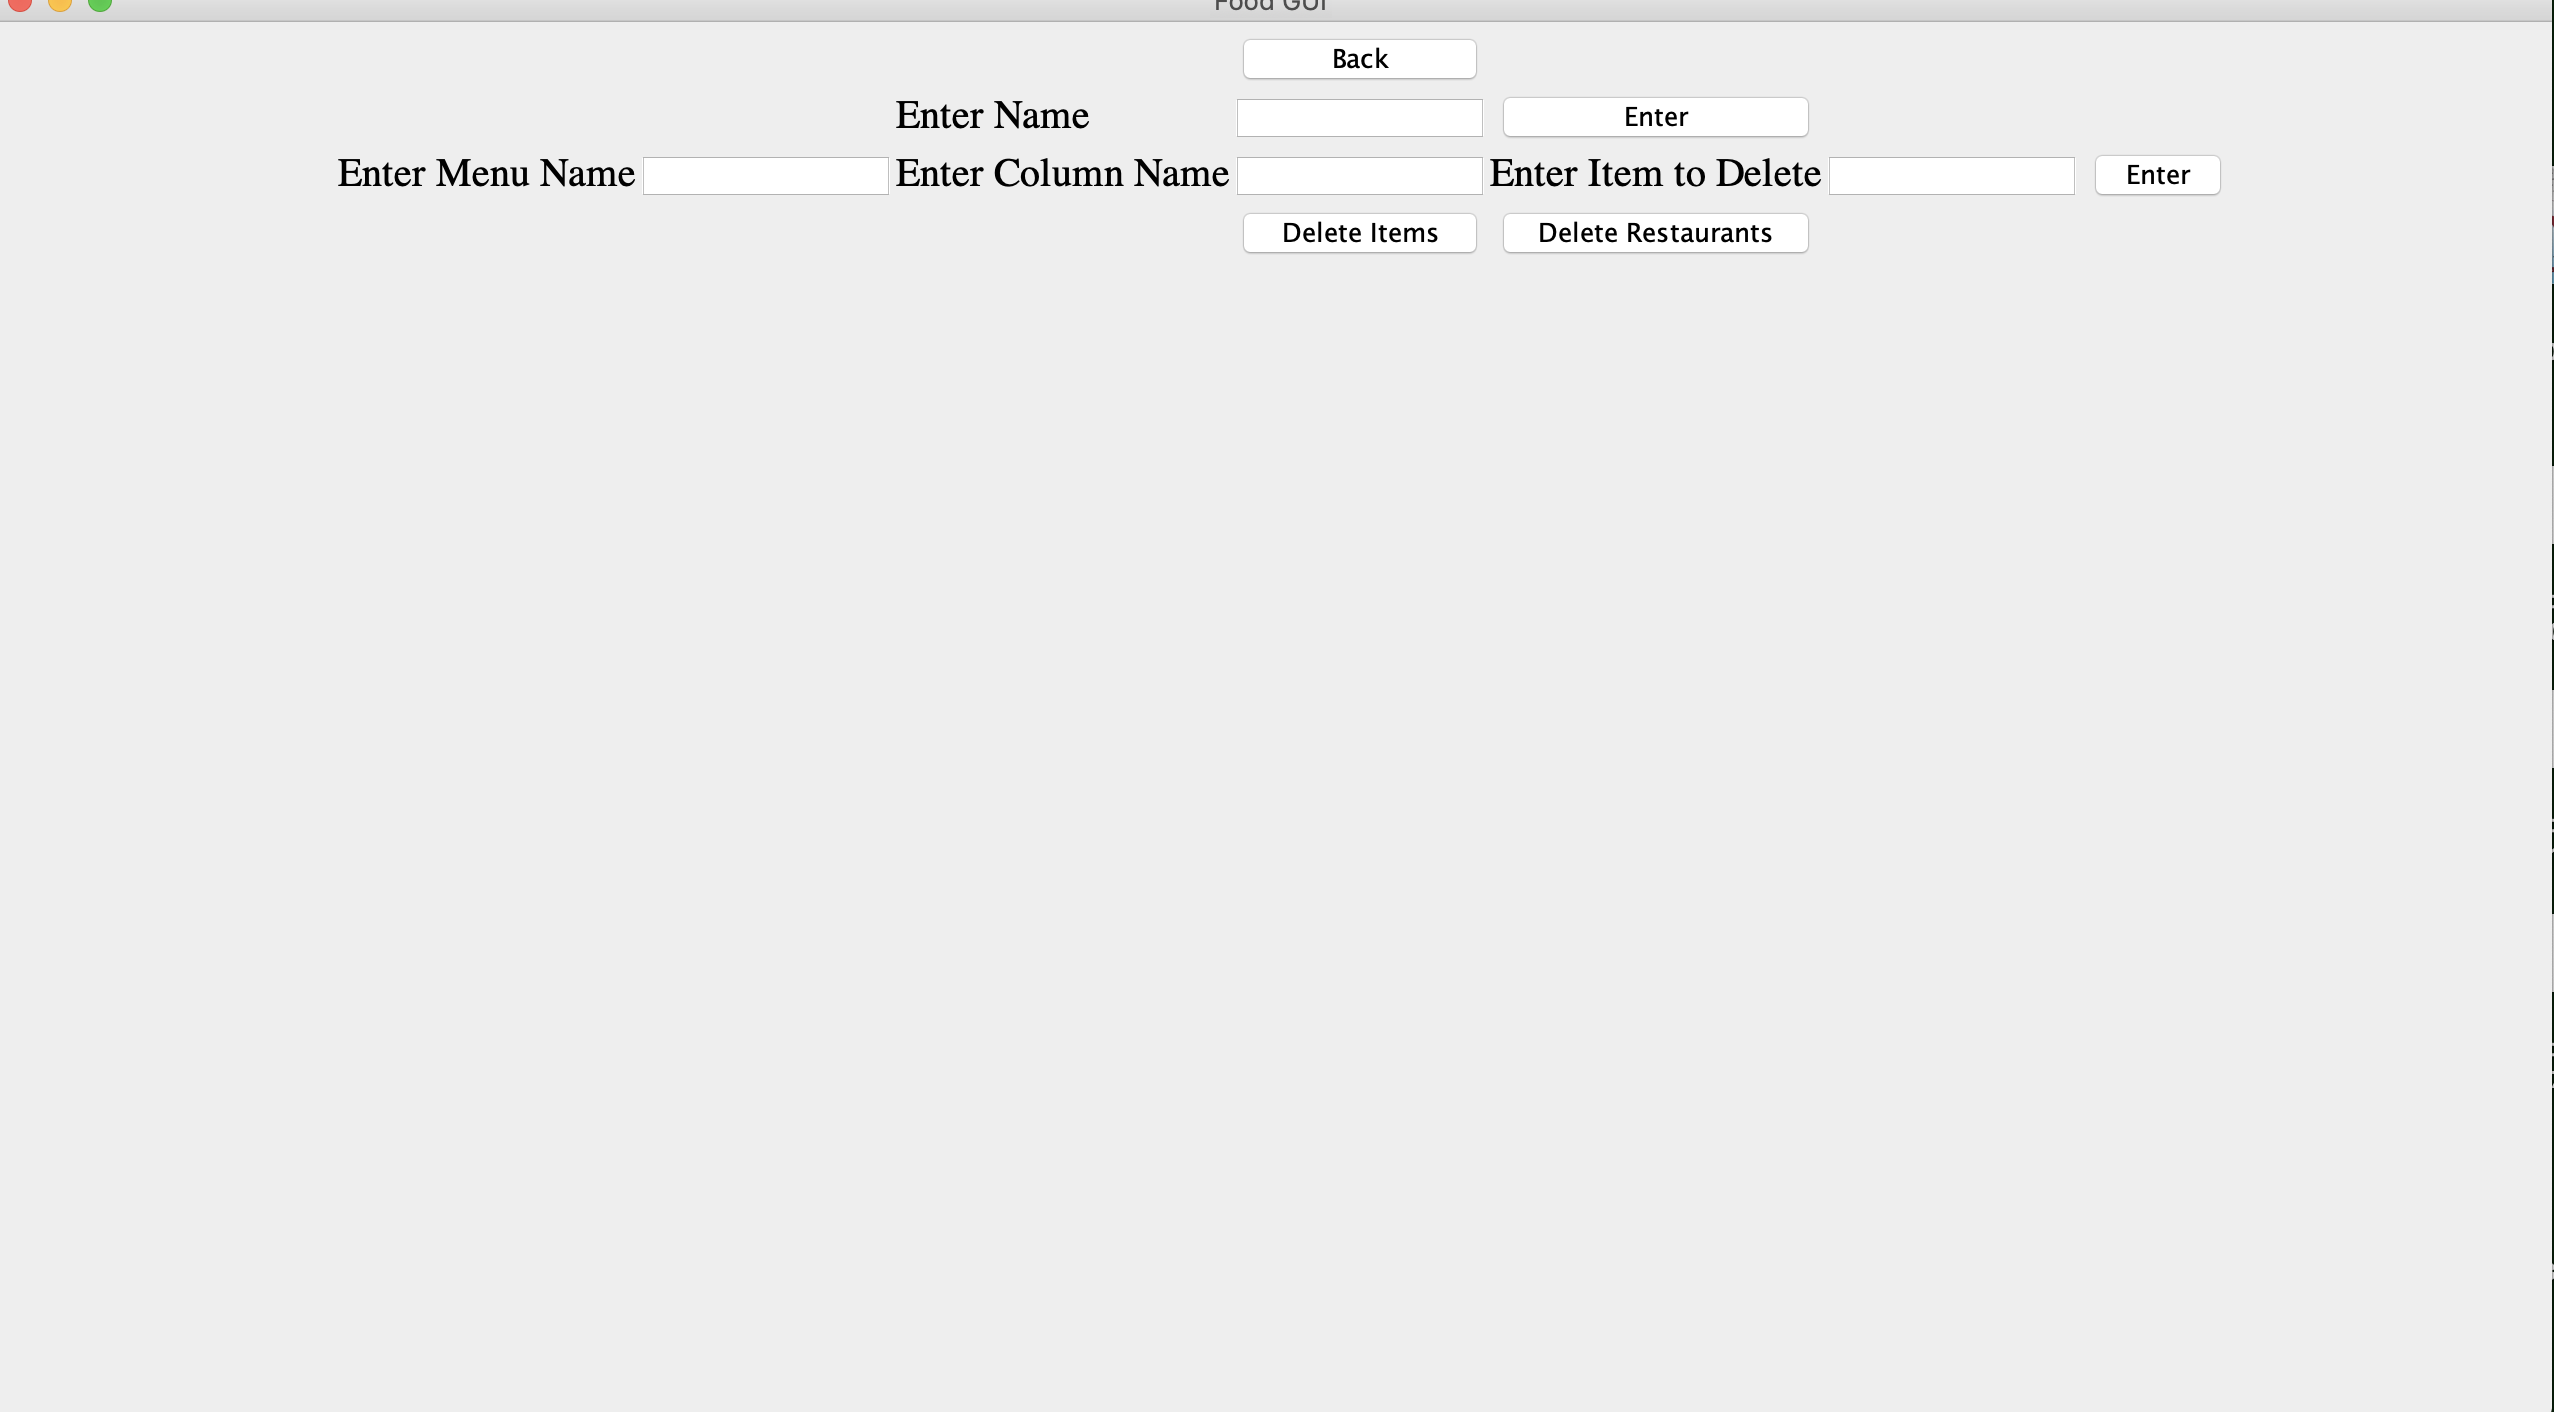 Food GUI
Back
Enter Name Enter
Enter Menu Name Enter Column Name Enter Item to Delete Enter
Delete Items Delete Restaurants